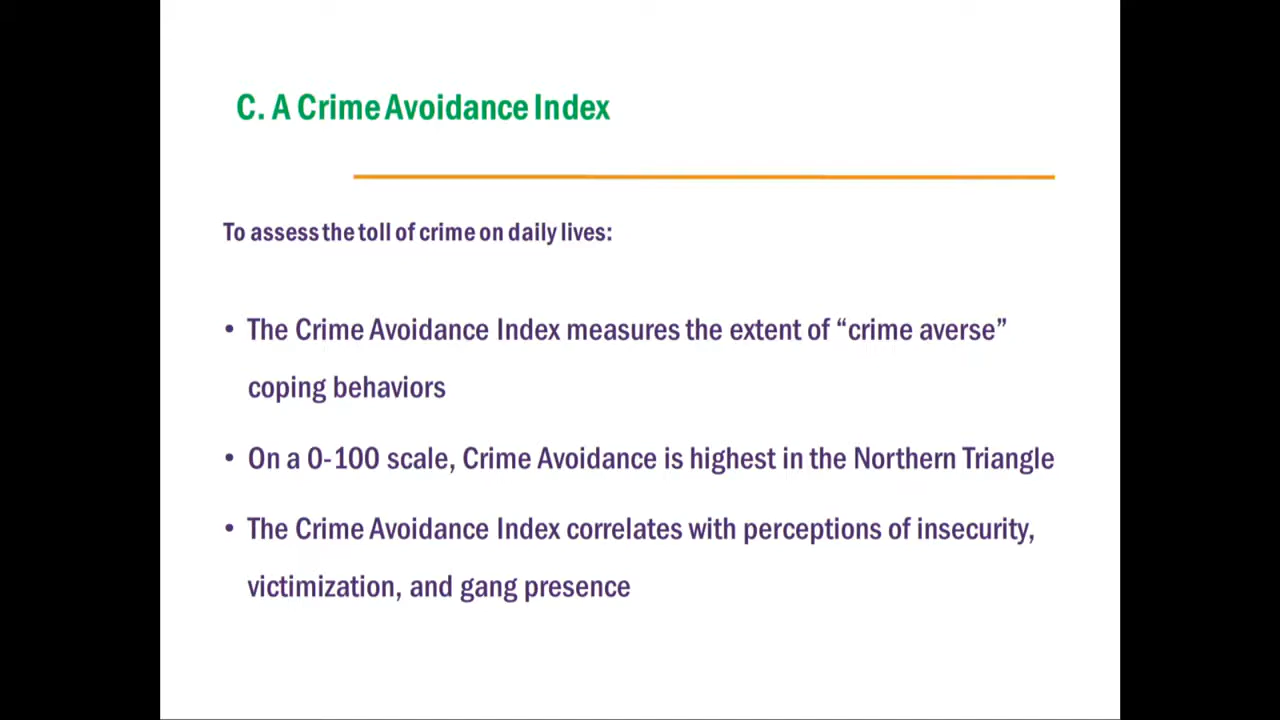 C. A Crime Avoidance Index
To assess the toll of crime on daily lives:
• The Crime Avoidance Index measures the extent of “crime averse”
coping behaviors
• On a 0-100 scale, Crime Avoidance is highest in the Northern Triangle
• The Crime Avoidance Index correlates with perceptions of insecurity,
victimization, and gang presence